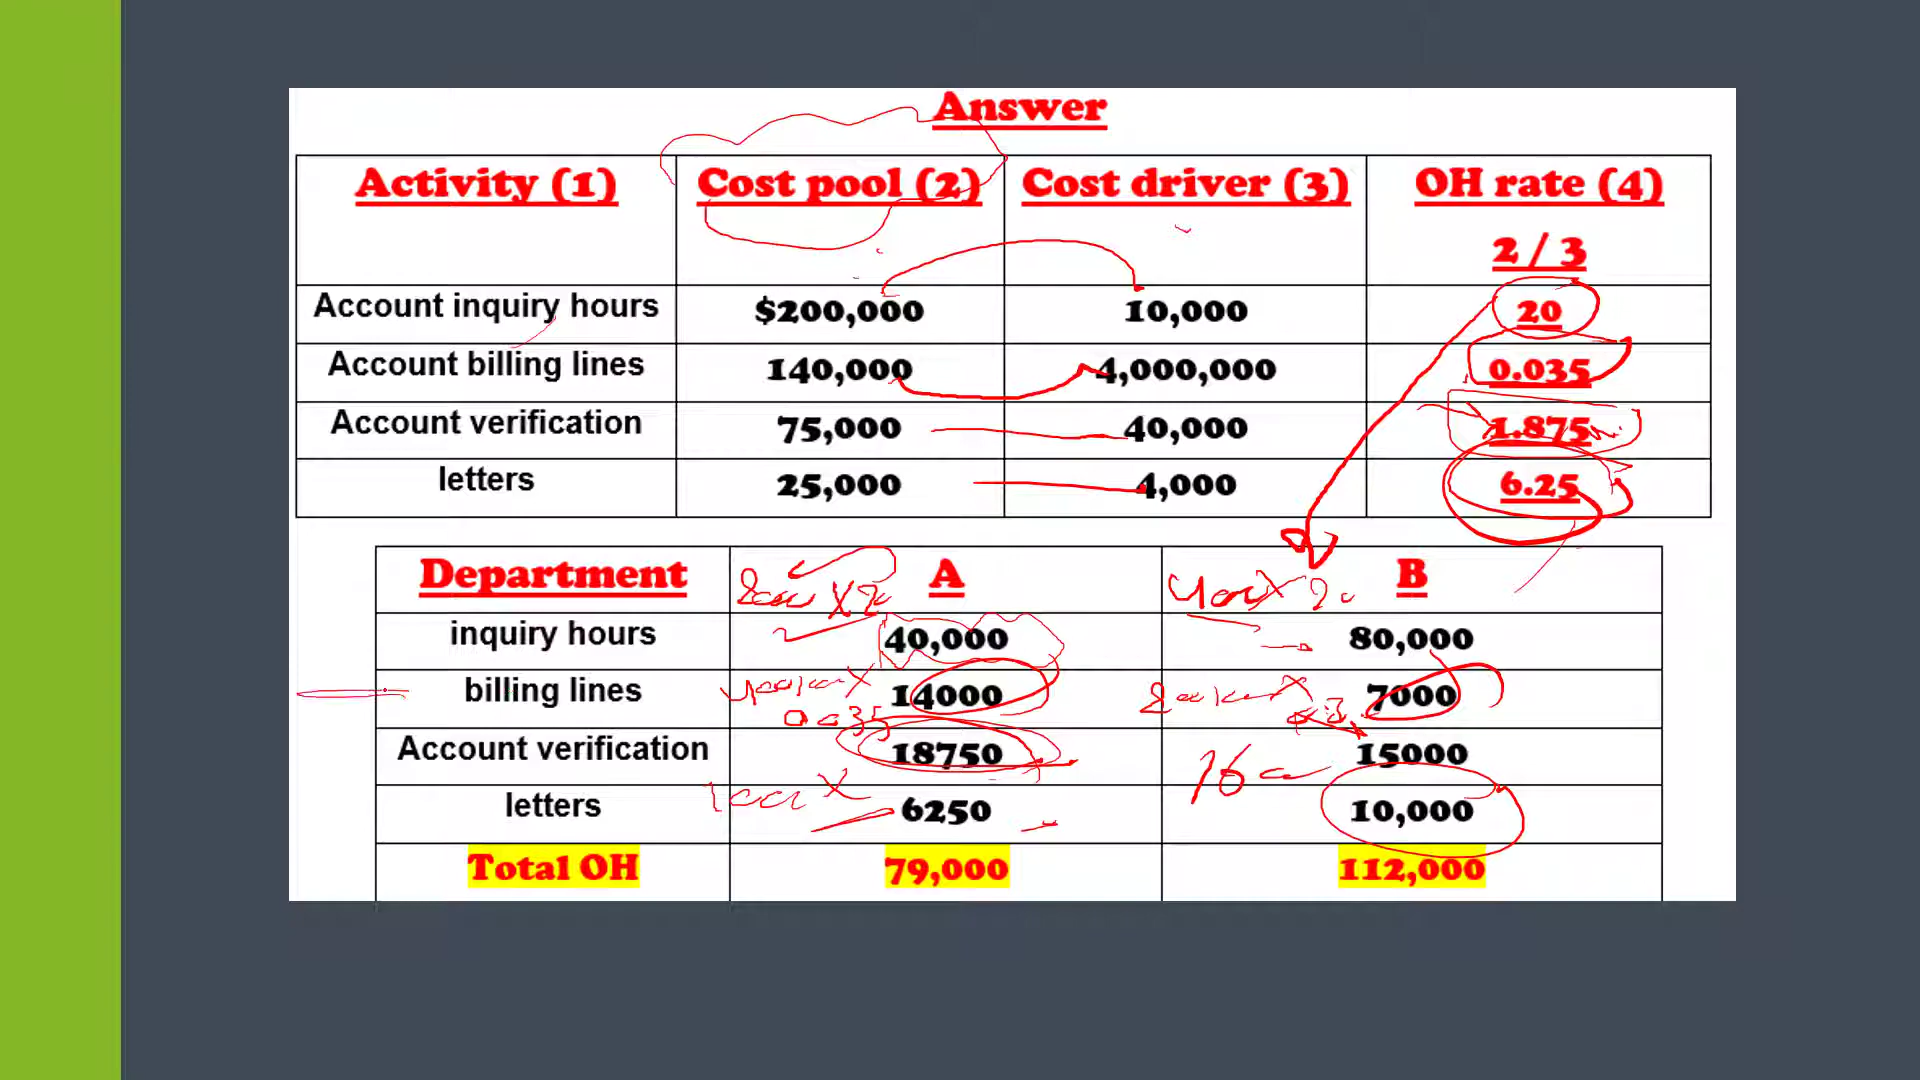 Answer
Activity (1) Cost pool (2) Cost driver (3) OH rate (4)
2 / 3
Account inquiry hours $200,000 10,000 20
Account billing lines 140,000 4,000,000 0.035
Account verification 75,000 40,000 1.875
letters 25,000 4,000 6.25
Department A B
inquiry hours 40,000 80,000
billing lines 14000 7000
Account verification 18750 15000
letters 6250 10,000
Total OH 79,000 112,000